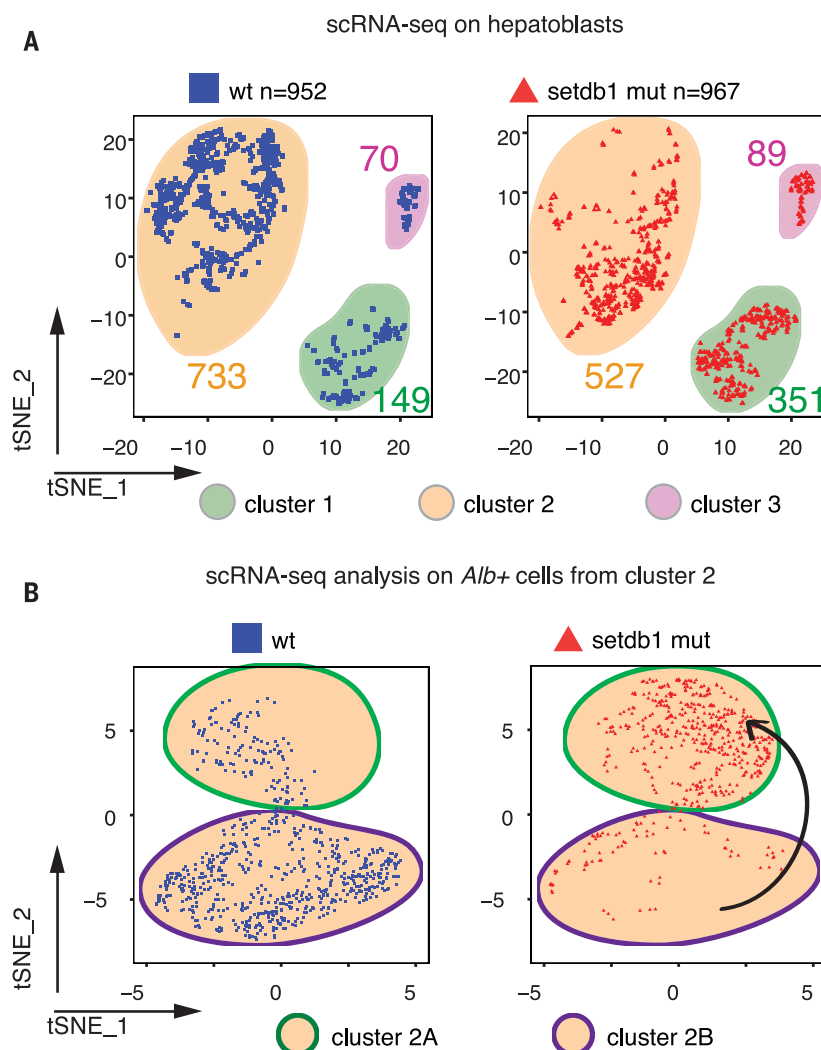 scRNA-seq on hepatoblasts
A
wt n=952
setdb1 mut n=967
20
10
0
−10
−20
70
733
149
20
10
0
−10
−20
89
527
351
tSNE_2
−20
−10
0
10
20
−20
−10
0
10
20
tSNE_1
cluster 1
cluster 2
cluster 3
scRNA-seq analysis on Alb+ cells from cluster 2
B
wt
setdb1 mut
5
0
−5
5
0
−5
tSNE_2
−5
0
5
−5
0
5
tSNE_1
cluster 2A
cluster 2B